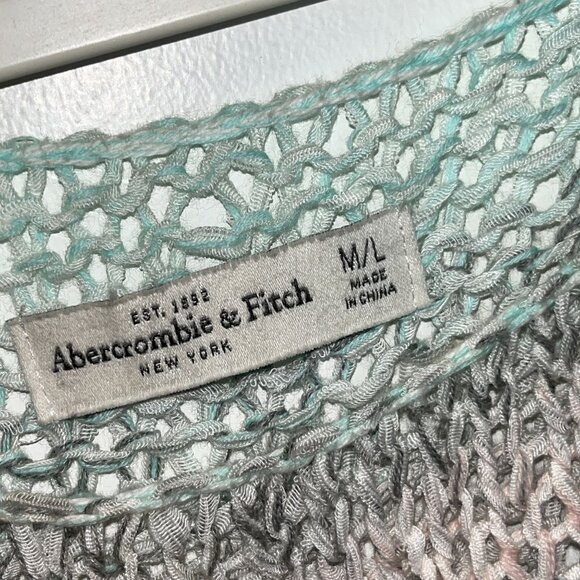 EST. 1892
Abercrombie & Fitch
NEW YORK
M/L
MADE
IN CHINA